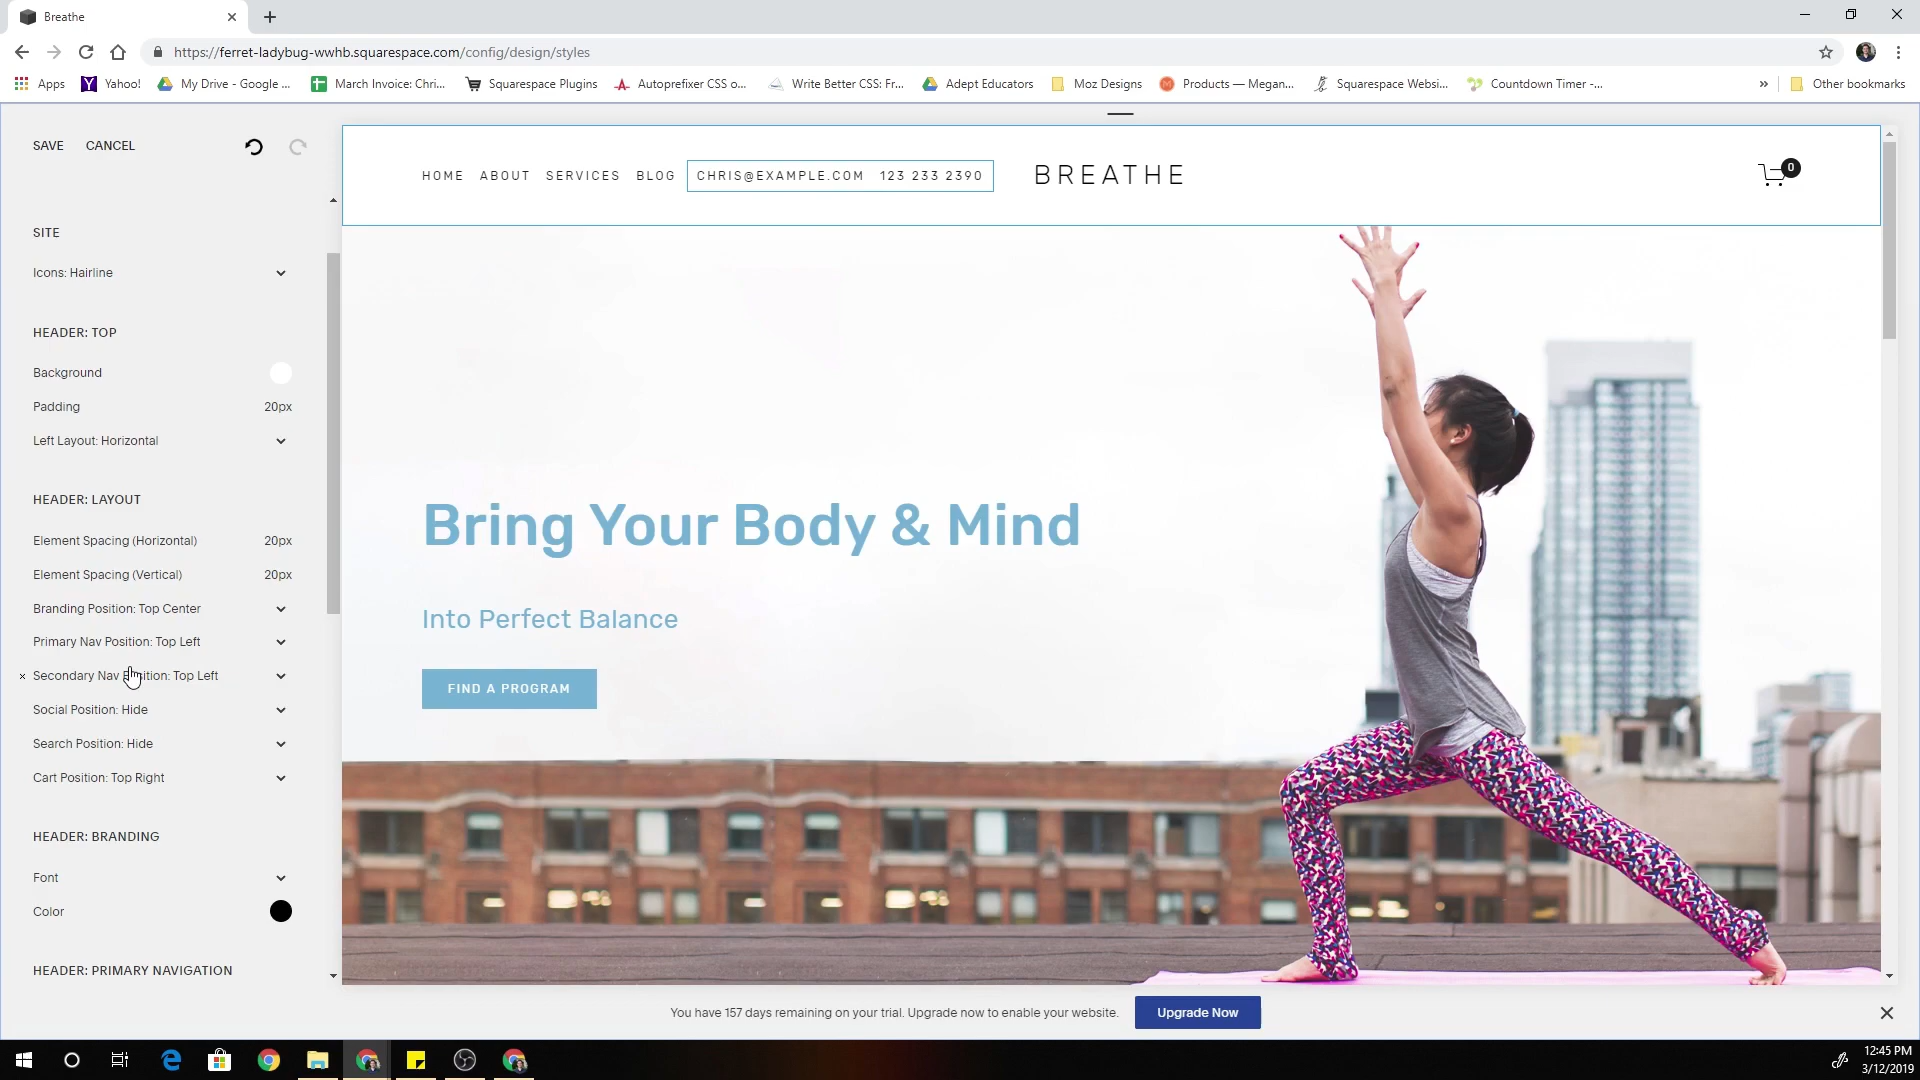 Breathe
https://ferret-ladybug-wwhb.squarespace.com/config/design/styles
Apps
Yahoo!
My Drive - Google ...
March Invoice: Chri...
Squarespace Plugins
Autoprefixer CSS o...
Write Better CSS: Fr...
Adept Educators
Moz Designs
Products — Megan...
Squarespace Websi...
Countdown Timer -...
»
Other bookmarks
SAVE CANCEL
SITE
Icons: Hairline
HEADER: TOP
Background
Padding 20px
Left Layout: Horizontal
HEADER: LAYOUT
Element Spacing (Horizontal) 20px
Element Spacing (Vertical) 20px
Branding Position: Top Center
Primary Nav Position: Top Left
Secondary Nav Position: Top Left
Social Position: Hide
Search Position: Hide
Cart Position: Top Right
HEADER: BRANDING
Font
Color
HEADER: PRIMARY NAVIGATION
HOME ABOUT SERVICES BLOG CHRIS@EXAMPLE.COM 123 233 2390
BREATHE
0
Bring Your Body & Mind
Into Perfect Balance
FIND A PROGRAM
You have 157 days remaining on your trial. Upgrade now to enable your website.
Upgrade Now
12:45 PM
3/12/2019